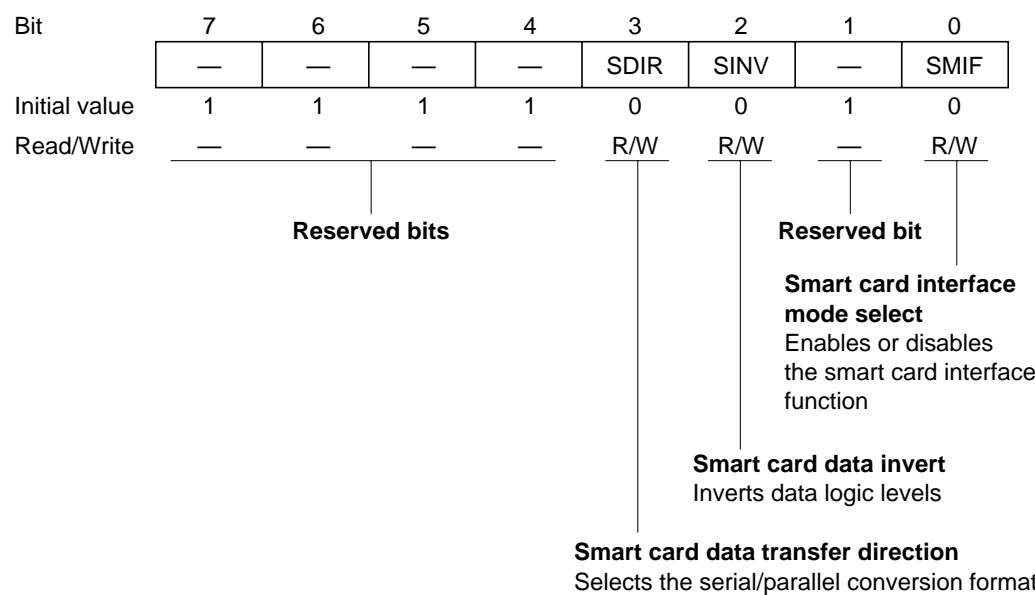 Bit 7 6 5 4 3 2 1 0
— — — — SDIR SINV — SMIF
Initial value 1 1 1 1 0 0 1 0
Read/Write — — — — R/W R/W — R/W
Reserved bits Reserved bit
Smart card interface
mode select
Enables or disables
the smart card interface
function
Smart card data invert
Inverts data logic levels
Smart card data transfer direction
Selects the serial/parallel conversion format